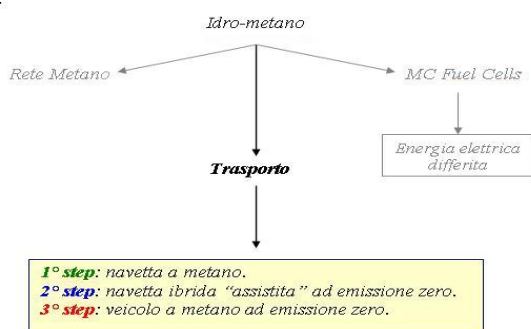 Idro-metano
Rete Metano
MC Fuel Cells
Energia elettrica
differita
Trasporto
1° step: navetta a metano.
2° step: navetta ibrida “assistita” ad emissione zero.
3° step: veicolo a metano ad emissione zero.